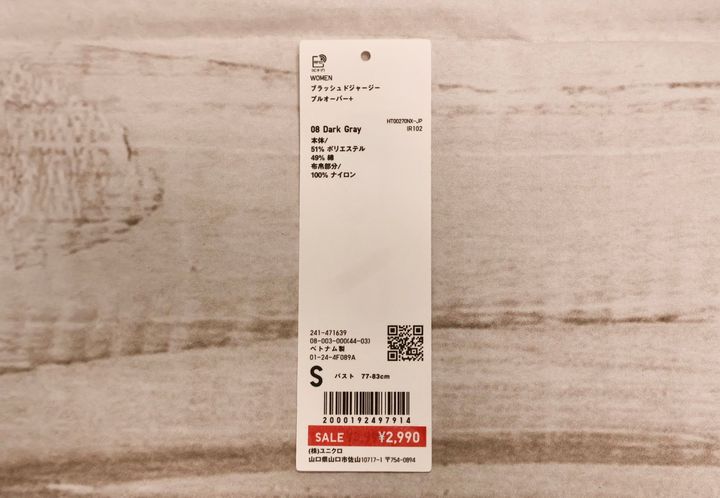 WOMEN
ブラッシュドジャージー
プルオーバー+
HT00270NX-JP
08 Dark Gray
IR102
本体/
51% ポリエステル
49% 綿
布帛部分/
100% ナイロン
241-471639
08-003-000(44-03)
ベトナム製
01-24-4F089A
S バスト 77-83cm
2000192497914
SALE ¥2,990
(株)ユニクロ
山口県山口市佐山10717-1 〒754-0894